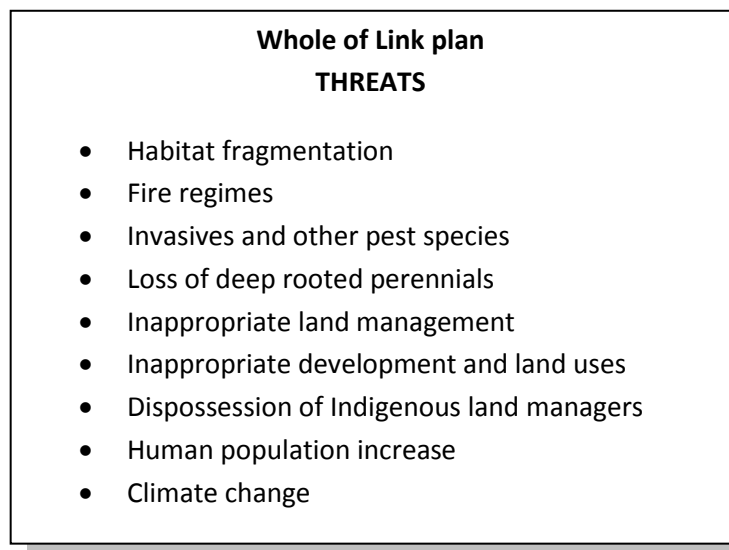 Whole of Link plan
THREATS
• Habitat fragmentation
• Fire regimes
• Invasives and other pest species
• Loss of deep rooted perennials
• Inappropriate land management
• Inappropriate development and land uses
• Dispossession of Indigenous land managers
• Human population increase
• Climate change